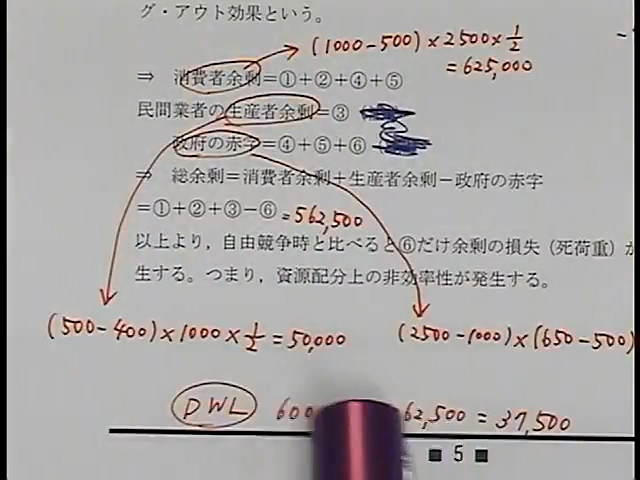 グ・アウト効果という。
(1000-500)×2500×1/2
=625,000
⇒ 消費者余剰=①+②+④+⑤
民間業者の生産者余剰=③
政府の赤字=④+⑤+⑥
⇒ 総余剰=消費者余剰+生産者余剰-政府の赤字
=①+②+③-⑥ =562,500
以上より，自由競争時と比べると⑥だけ余剰の損失（死荷重）が
生する。つまり，資源配分上の非効率性が発生する。
(500-400)×1000×1/2=50,000
(2500-1000)×(650-500)
DWL 600 62,500 = 37,500
■ 5 ■